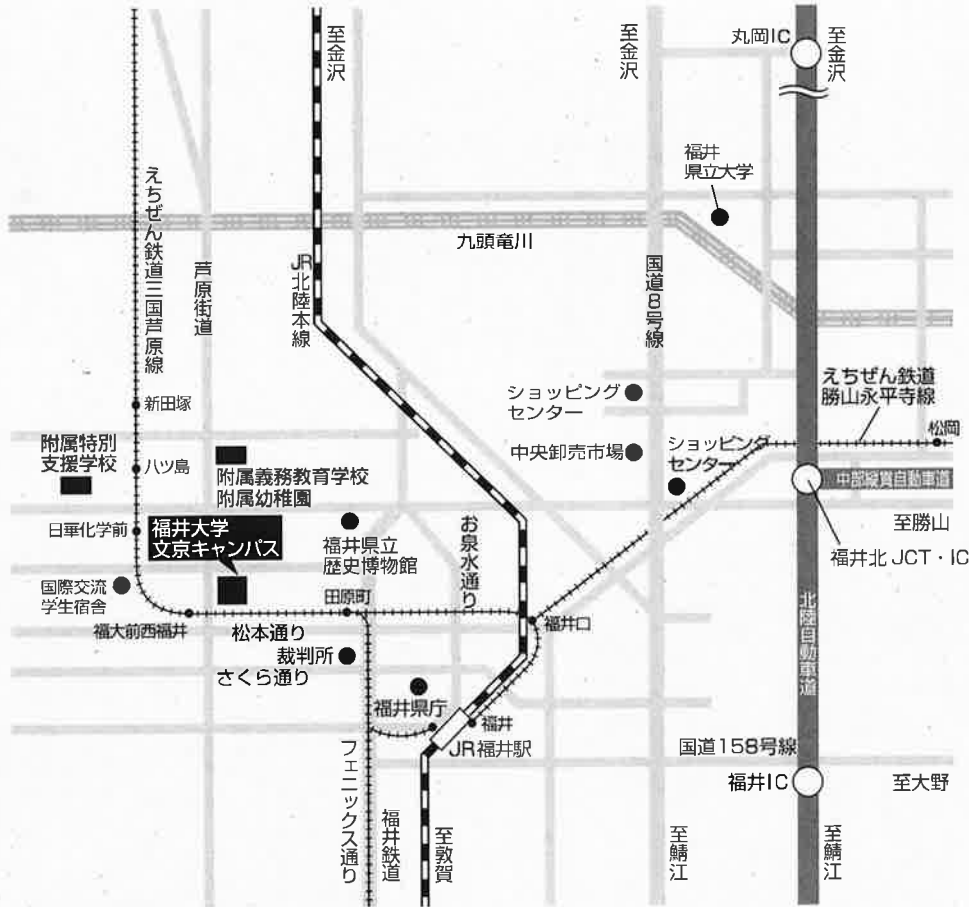 至金沢
至金沢
丸岡IC
至金沢
福井
県立大学
えちぜん鉄道三国芦原線
芦原街道
JR北陸本線
九頭竜川
国道8号線
ショッピング
センター
えちぜん鉄道
勝山永平寺線
松岡
新田塚
附属特別
支援学校
八ツ島
附属義務教育学校
附属幼稚園
中央卸売市場
ショッピング
センター
中部縦貫自動車道
至勝山
日華化学前
福井大学
文京キャンパス
福井県立
歴史博物館
お泉水通り
福井北JCT・IC
国際交流
学生宿舎
田原町
福大前西福井
松本通り
福井口
北陸自動車道
裁判所
さくら通り
福井県庁
福井
JR福井駅
国道158号線
福井IC
至大野
フェニックス通り
福井鉄道
至敦賀
至鯖江
至鯖江